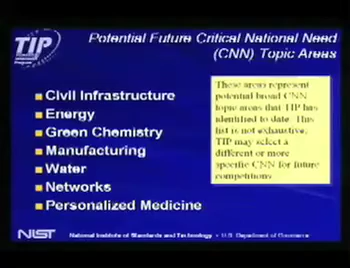 TIP
Potential Future Critical National Need
(CNN) Topic Areas
Civil Infrastructure
Energy
Green Chemistry
Manufacturing
Water
Networks
Personalized Medicine
These areas represent
potential broad CNN
topic areas that TIP has
identified to date. This
list is not exhaustive.
TIP may select a
different or more
specific CNN for future
competitions
NIST National Institute of Standards and Technology • U.S. Department of Commerce